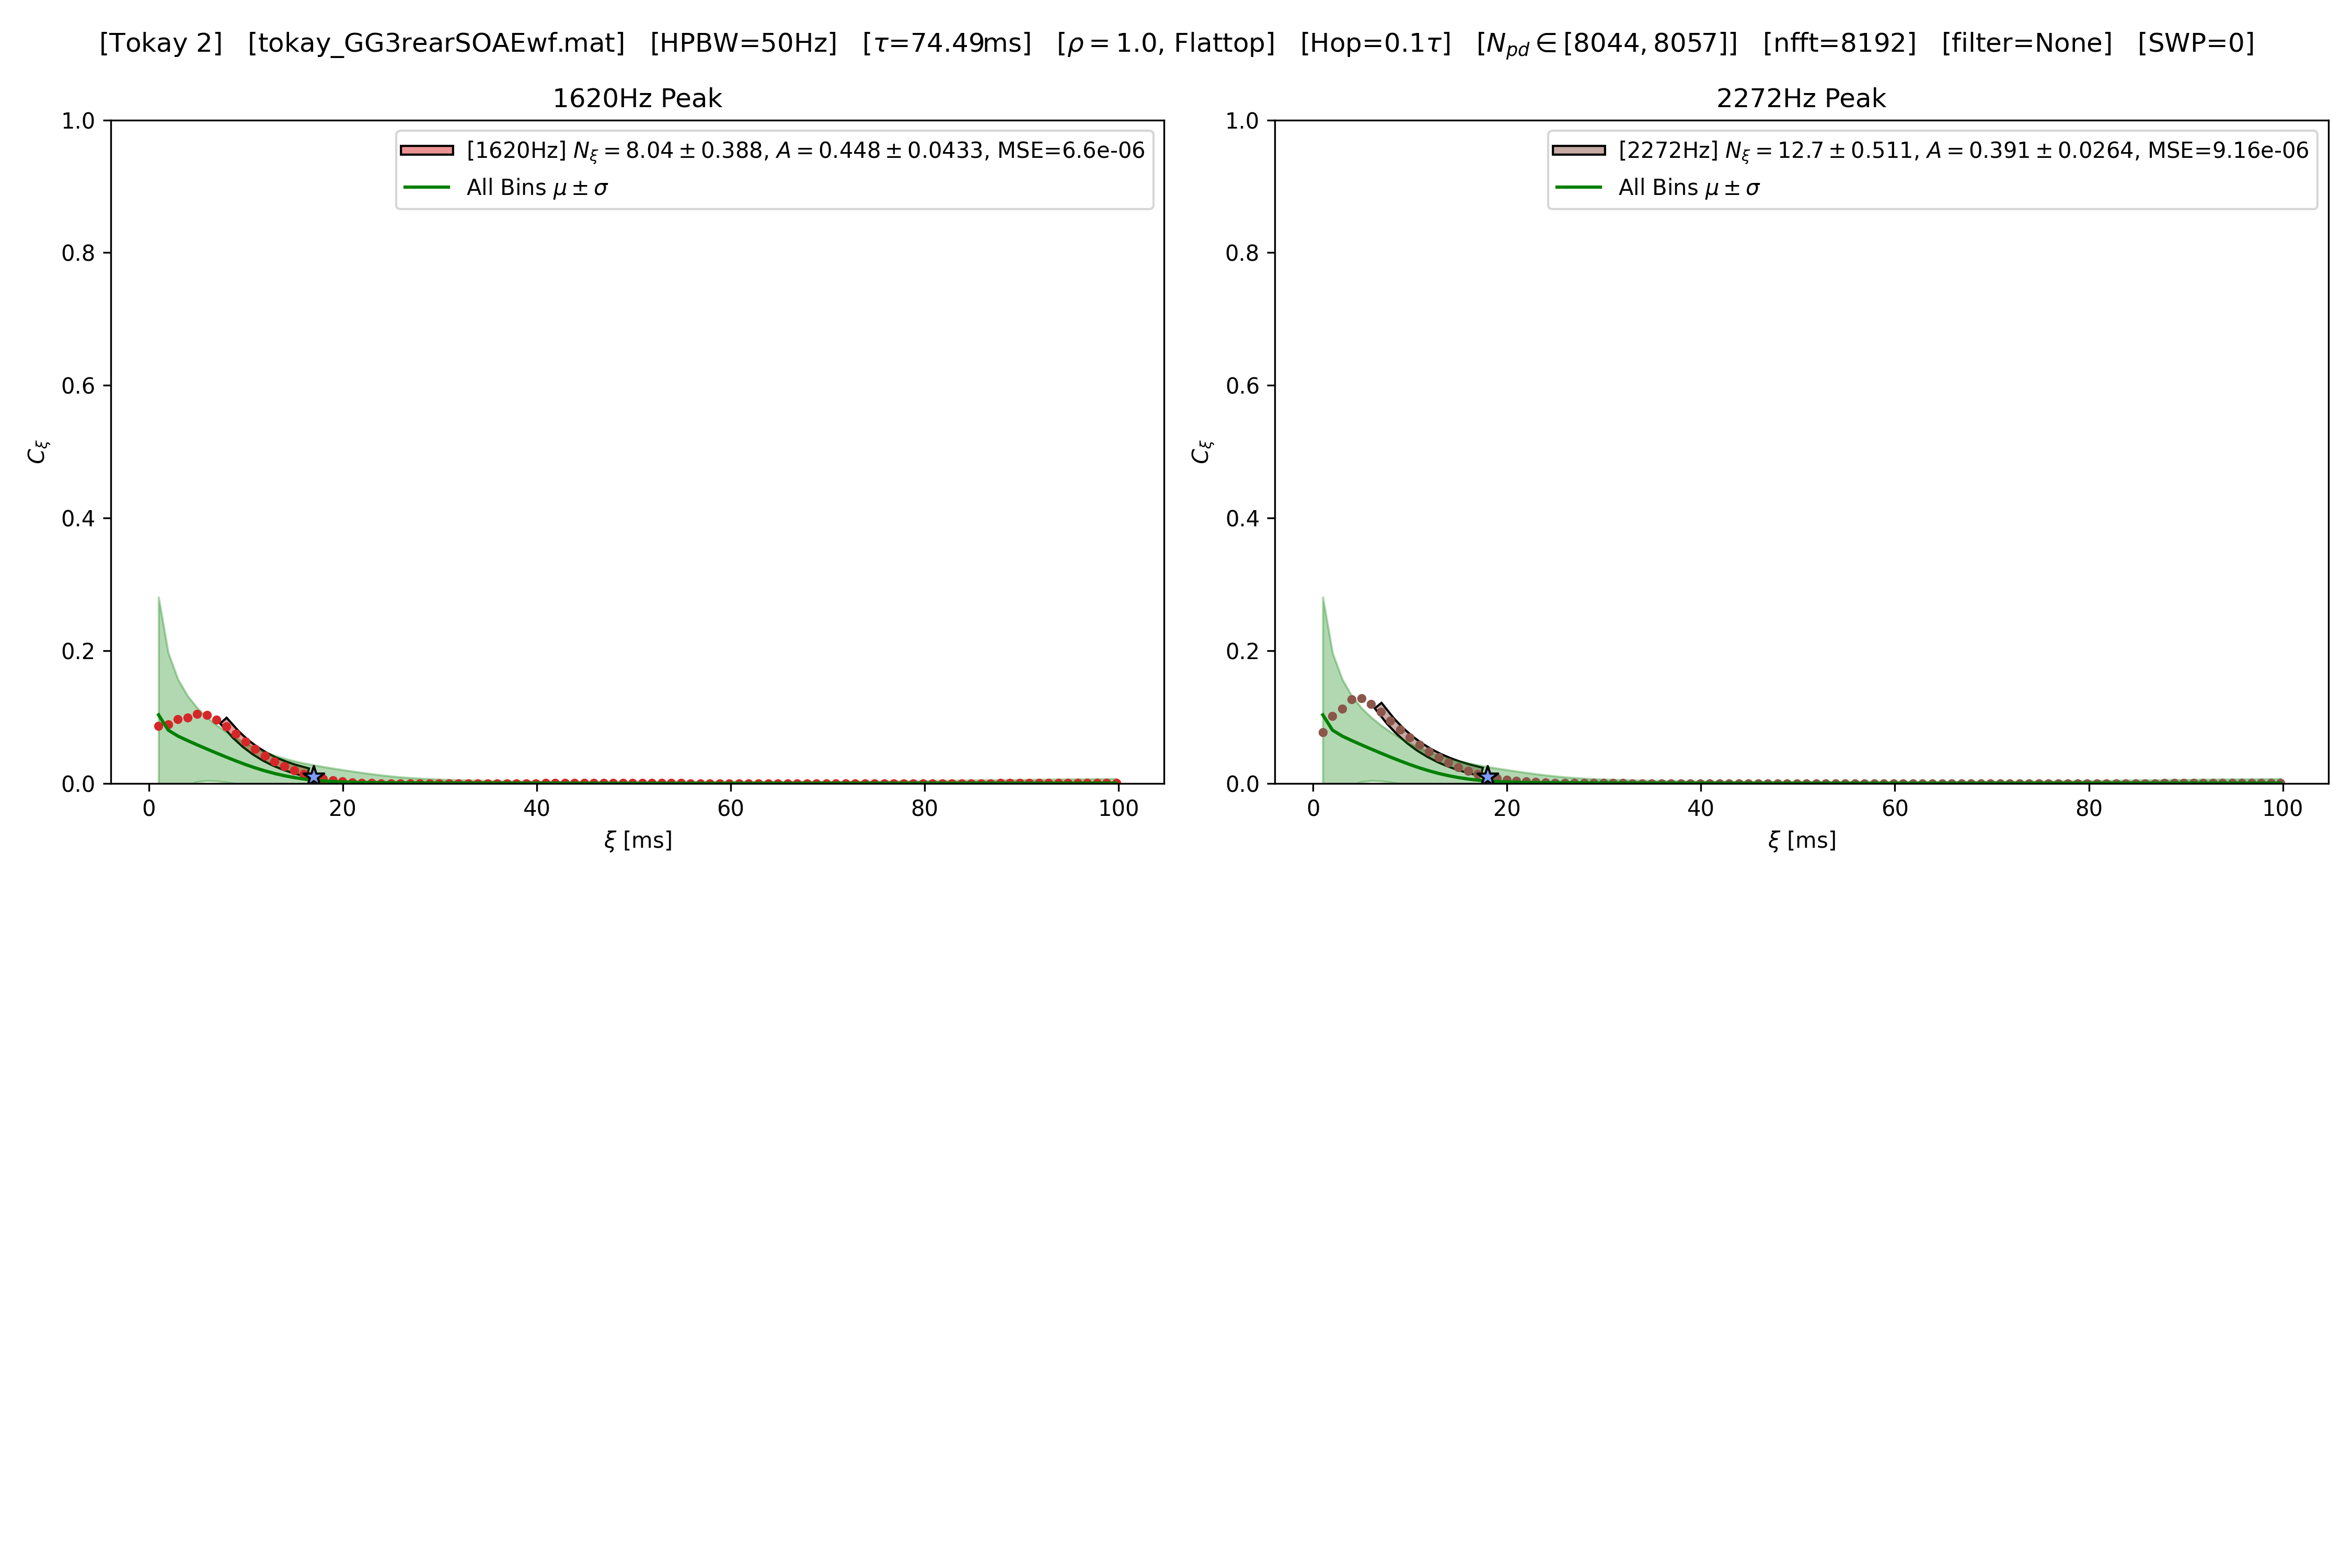 [Tokay 2]   [tokay_GG3rearSOAEwf.mat]   [HPBW=50Hz]   [τ=74.49ms]   [ρ = 1.0, Flattop]   [Hop=0.1τ]   [N_pd ∈ [8044, 8057]]   [nfft=8192]   [filter=None]   [SWP=0]
1620Hz Peak
[1620Hz] N_ξ = 8.04 ± 0.388, A = 0.448 ± 0.0433, MSE=6.6e-06
All Bins μ ± σ
1.0
0.8
0.6
0.4
0.2
0.0
C_ξ
0 20 40 60 80 100
ξ [ms]
2272Hz Peak
[2272Hz] N_ξ = 12.7 ± 0.511, A = 0.391 ± 0.0264, MSE=9.16e-06
All Bins μ ± σ
1.0
0.8
0.6
0.4
0.2
0.0
C_ξ
0 20 40 60 80 100
ξ [ms]